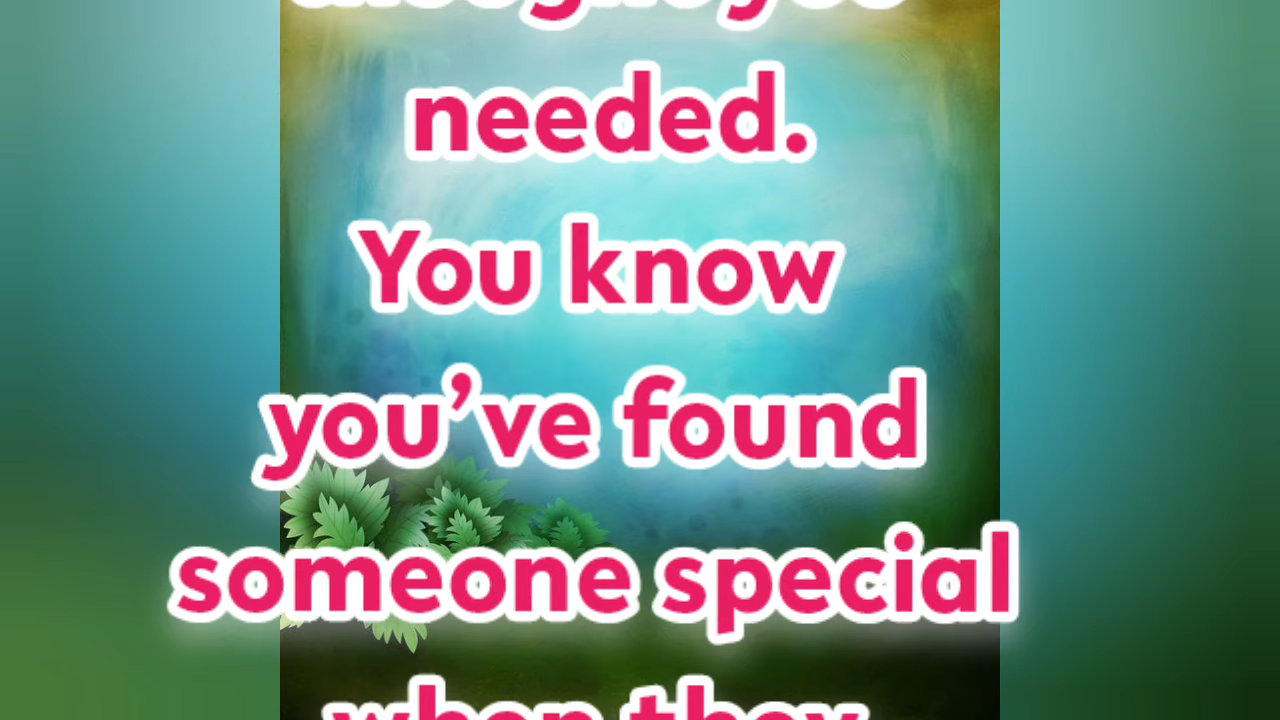 needed.
You know
you’ve found
someone special
when they